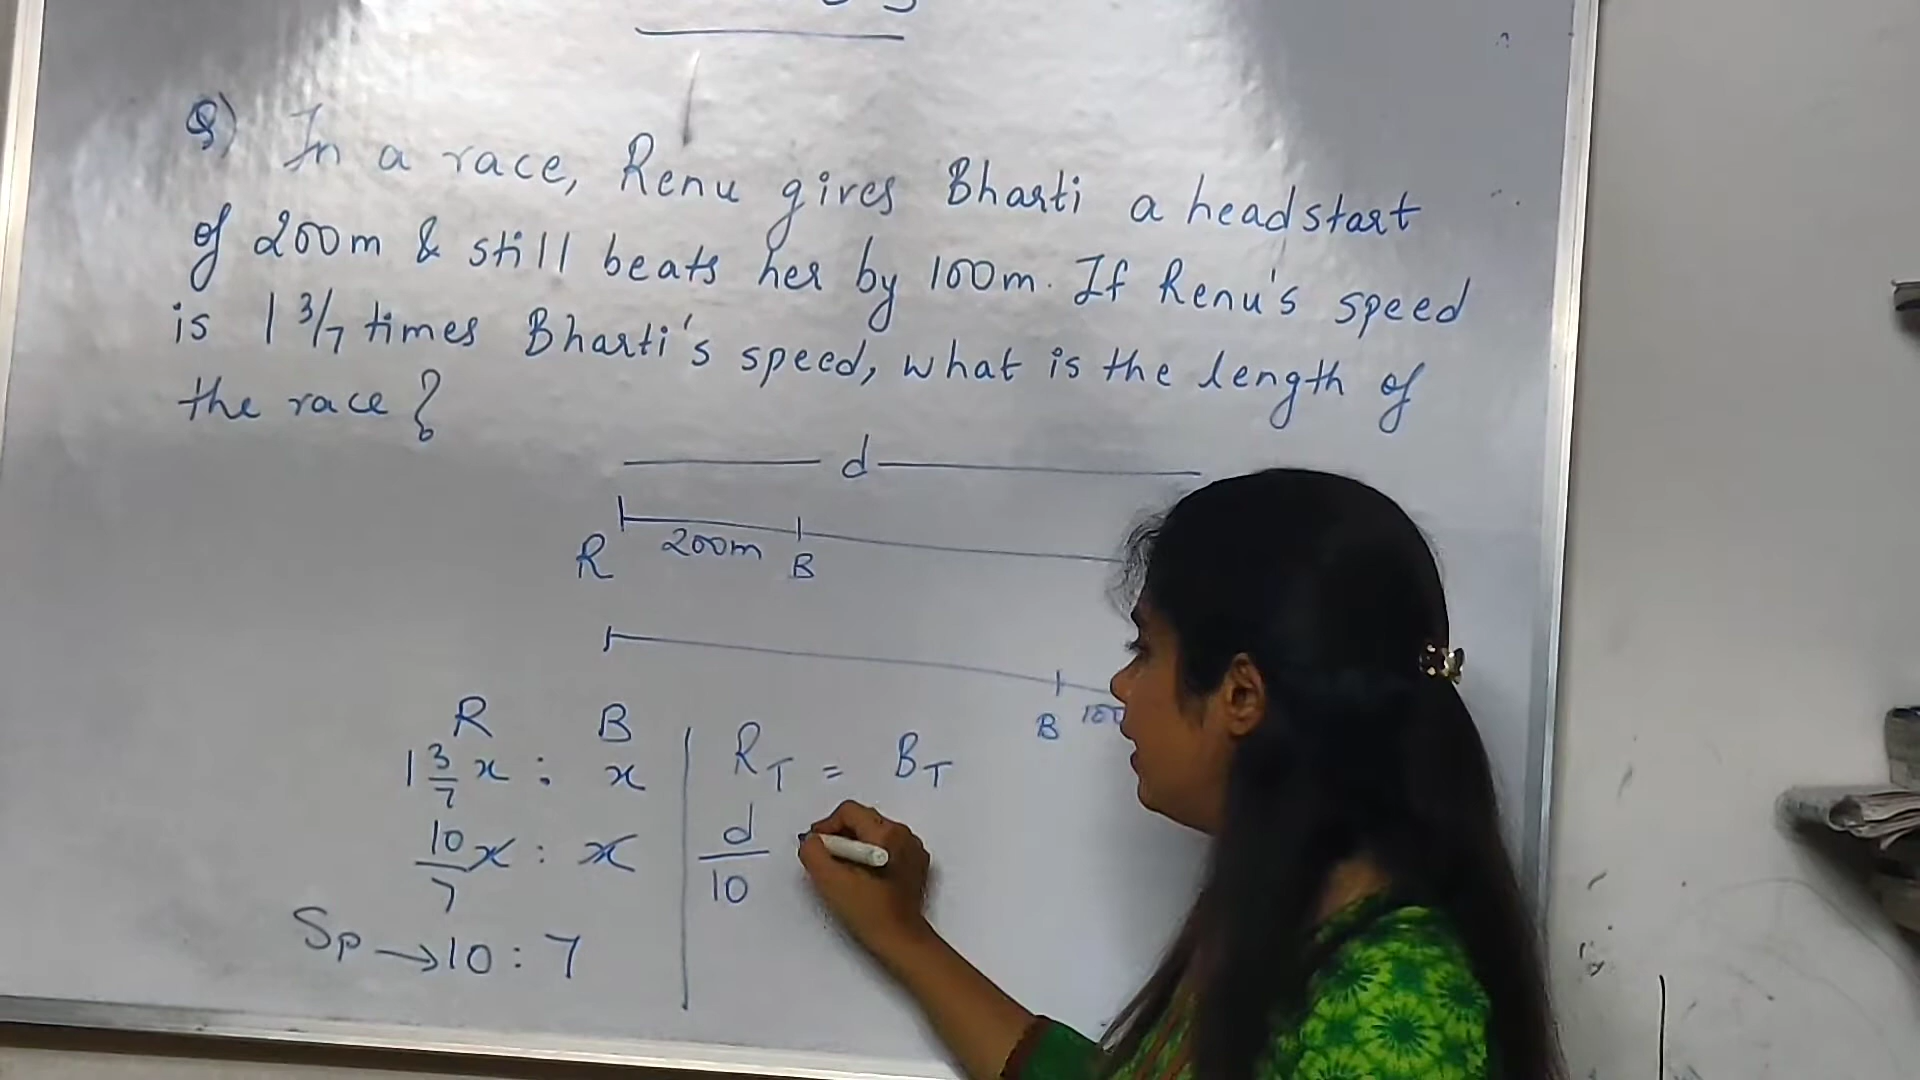 Q) In a race, Renu gives Bharti a headstart
of 200m & still beats her by 100m. If Renu's speed
is 1 3/7 times Bharti's speed, what is the length of
the race?
d
R 200m B
B
R B
1 3/7 x : x
10/7 x : x
Sp → 10 : 7
R_T = B_T
d/10